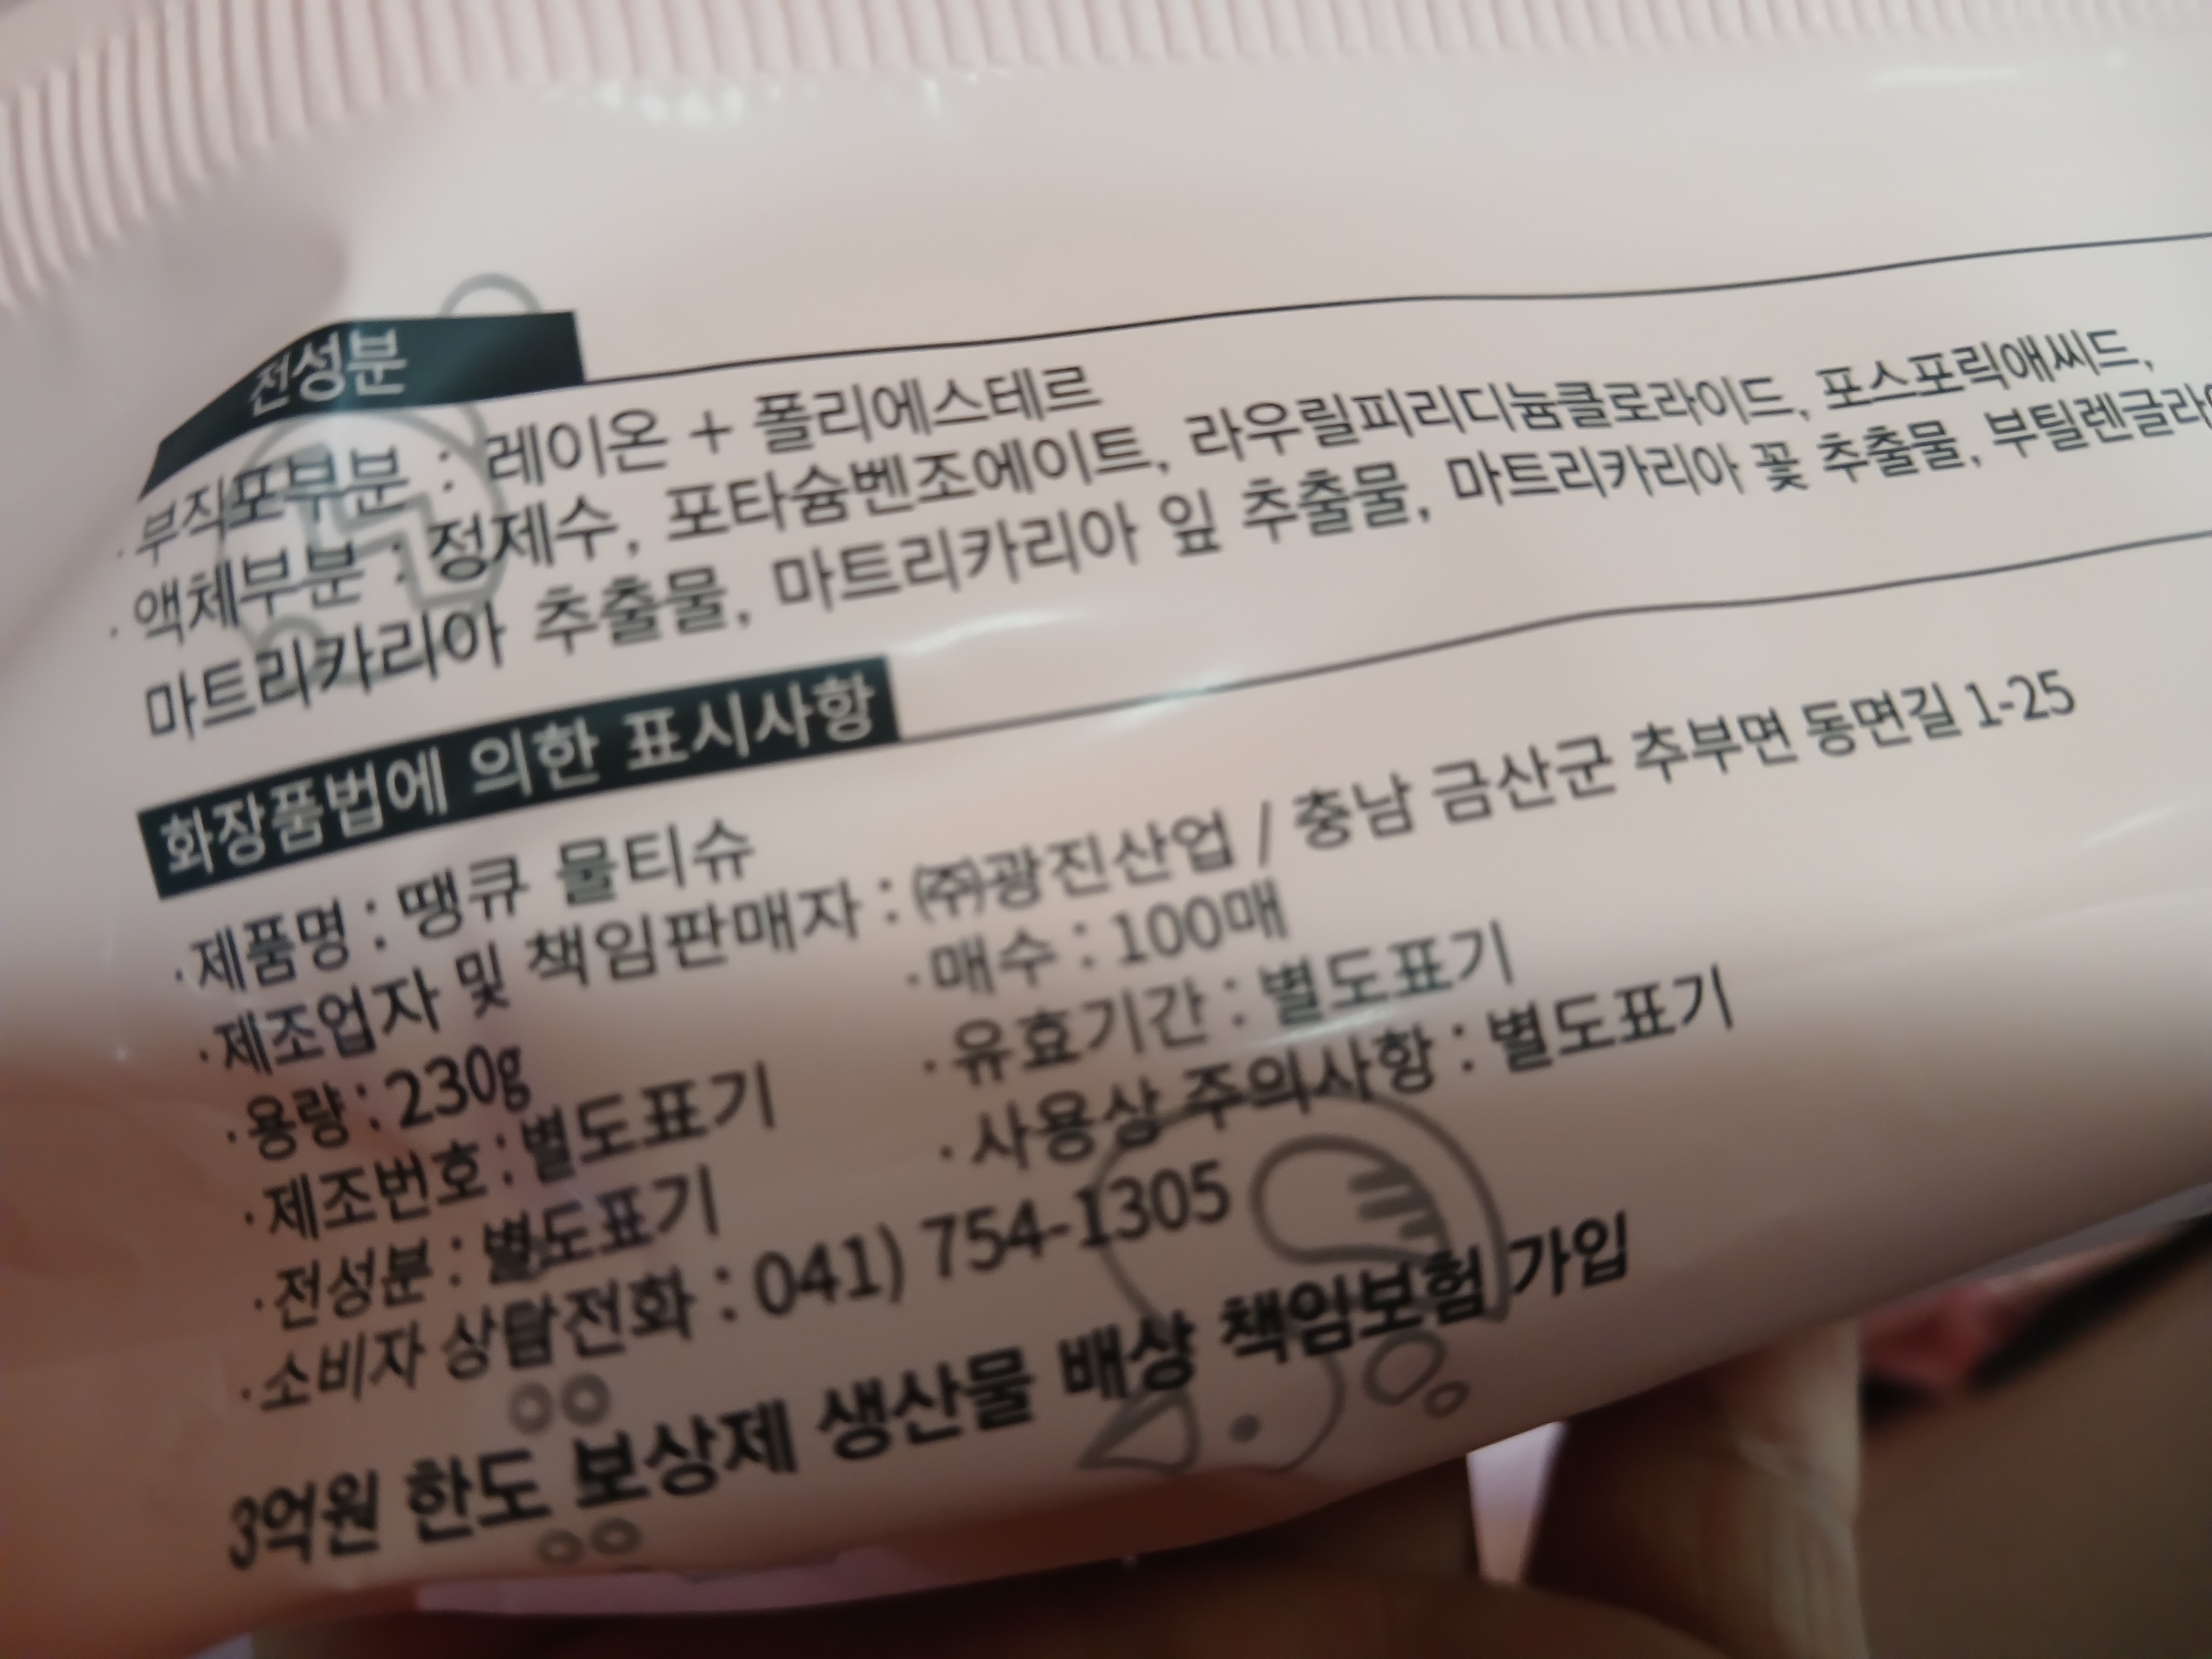 전성분
· 부직포부분 : 레이온 + 폴리에스테르
· 액체부분 : 정제수, 포타슘벤조에이트, 라우릴피리디늄클로라이드, 포스포릭애씨드,
마트리카리아 추출물, 마트리카리아 잎 추출물, 마트리카리아 꽃 추출물, 부틸렌글라이
화장품법에 의한 표시사항
· 제품명 : 땡큐 물티슈
· 제조업자 및 책임판매자 : ㈜광진산업 / 충남 금산군 추부면 동면길 1-25
· 용량 : 230g · 매수 : 100매
· 제조번호 : 별도표기 · 유효기간 : 별도표기
· 전성분 : 별도표기 · 사용상 주의사항 : 별도표기
· 소비자 상담전화 : 041) 754-1305
3억원 한도 보상제 생산물 배상 책임보험 가입